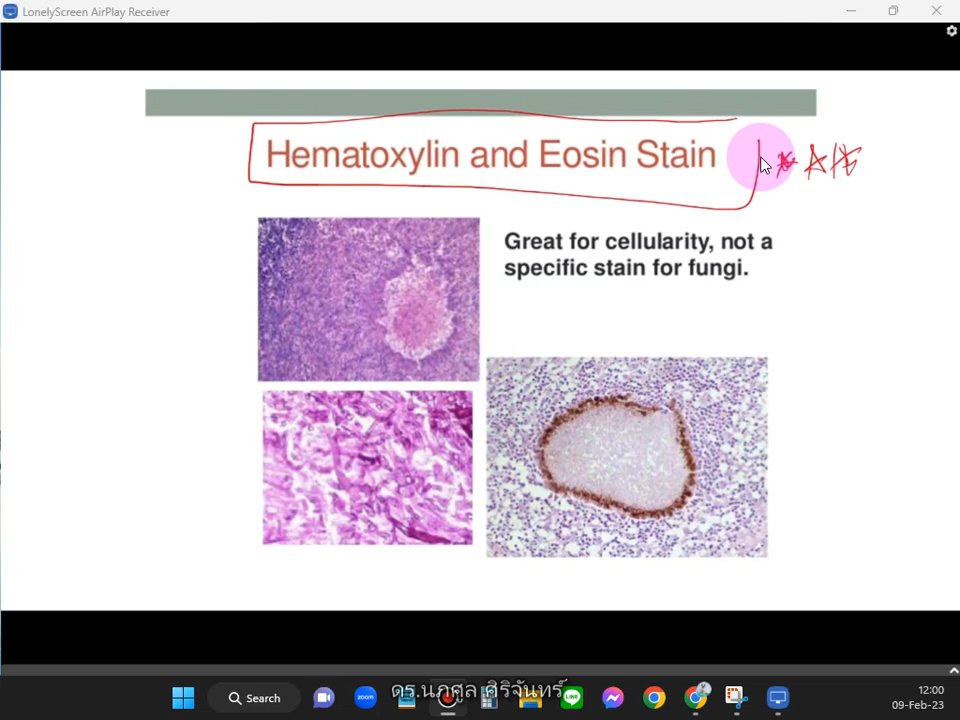 LonelyScreen AirPlay Receiver
Hematoxylin and Eosin Stain
Great for cellularity, not a
specific stain for fungi.
Search
zoom
ดร.นภศูล ศิริจันทร์
12:00
09-Feb-23